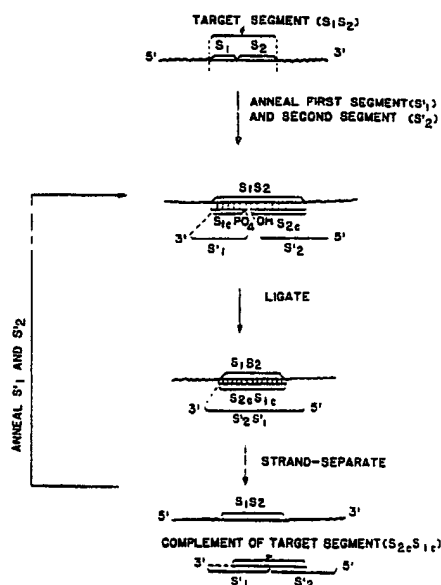 TARGET SEGMENT (S₁S₂)
S₁ S₂
5' 3'
ANNEAL FIRST SEGMENT(S'₁)
AND SECOND SEGMENT (S'₂)
S₁S₂
S₁c PO₄ OH S₂c
3' 5'
S'₁ S'₂
ANNEAL S'₁ AND S'₂
LIGATE
S₁S₂
S₂cS₁c
3' 5'
S'₂S'₁
STRAND-SEPARATE
S₁S₂
5' 3'
COMPLEMENT OF TARGET SEGMENT(S₂cS₁c)
3' 5'
S'₁ S'₂